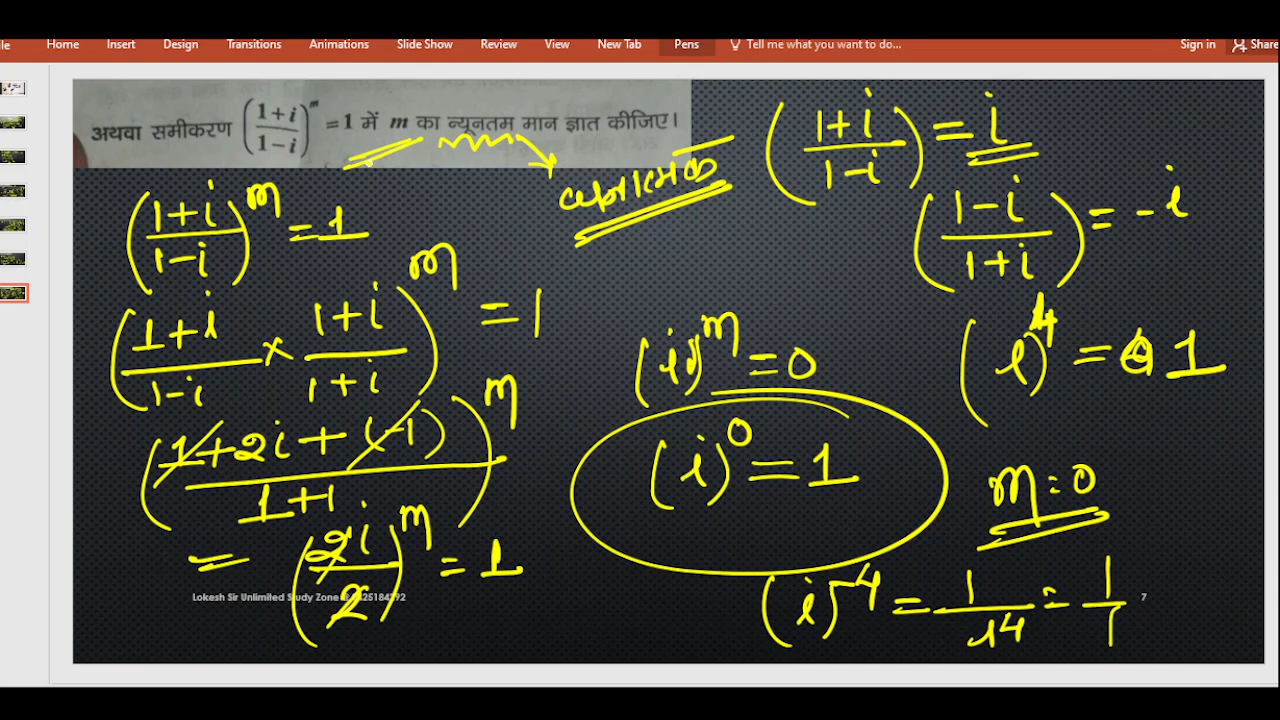 File Home Insert Design Transitions Animations Slide Show Review View New Tab Pens Tell me what you want to do... Sign in Share
अथवा समीकरण ((1+i)/(1-i))^m =1 में m का न्यूनतम मान ज्ञात कीजिए।
((1+i)/(1-i))^m = 1
((1+i)/(1-i) × (1+i)/(1+i))^m = 1
((1+2i+(-1))/(1+1))^m
= (2i/2)^m = 1
((1+i)/(1-i)) = i
((1-i)/(1+i)) = -i
(i)^m = 0
(i)^4 = 1
(i)^0 = 1
m = 0
(i)^-4 = 1/i^4 = 1/1
Lokesh Sir Unlimited Study Zone
7